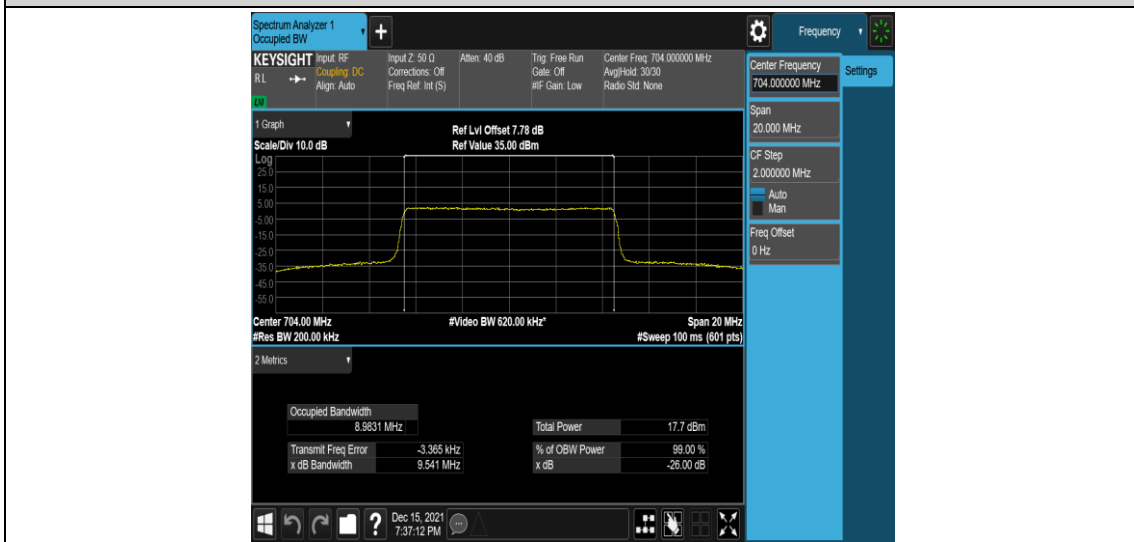 Spectrum Analyzer 1
Occupied BW
+
Frequency
KEYSIGHT
RL
Input: RF
Coupling: DC
Align: Auto
Input Z: 50 Ω
Corrections: Off
Freq Ref: Int (S)
Atten: 40 dB
Trig: Free Run
Gate: Off
#IF Gain: Low
Center Freq: 704.000000 MHz
Avg|Hold: 30/30
Radio Std: None
Center Frequency
704.000000 MHz
Settings
Span
20.000 MHz
CF Step
2.000000 MHz
Auto
Man
Freq Offset
0 Hz
1 Graph
Scale/Div 10.0 dB
Ref Lvl Offset 7.78 dB
Ref Value 35.00 dBm
Log
25.0
15.0
5.00
-5.00
-15.0
-25.0
-35.0
-45.0
-55.0
Center 704.00 MHz
#Res BW 200.00 kHz
#Video BW 620.00 kHz*
Span 20 MHz
#Sweep 100 ms (601 pts)
2 Metrics
Occupied Bandwidth
8.9831 MHz
Transmit Freq Error -3.365 kHz
x dB Bandwidth 9.541 MHz
Total Power 17.7 dBm
% of OBW Power 99.00 %
x dB -26.00 dB
?
Dec 15, 2021
7:37:12 PM